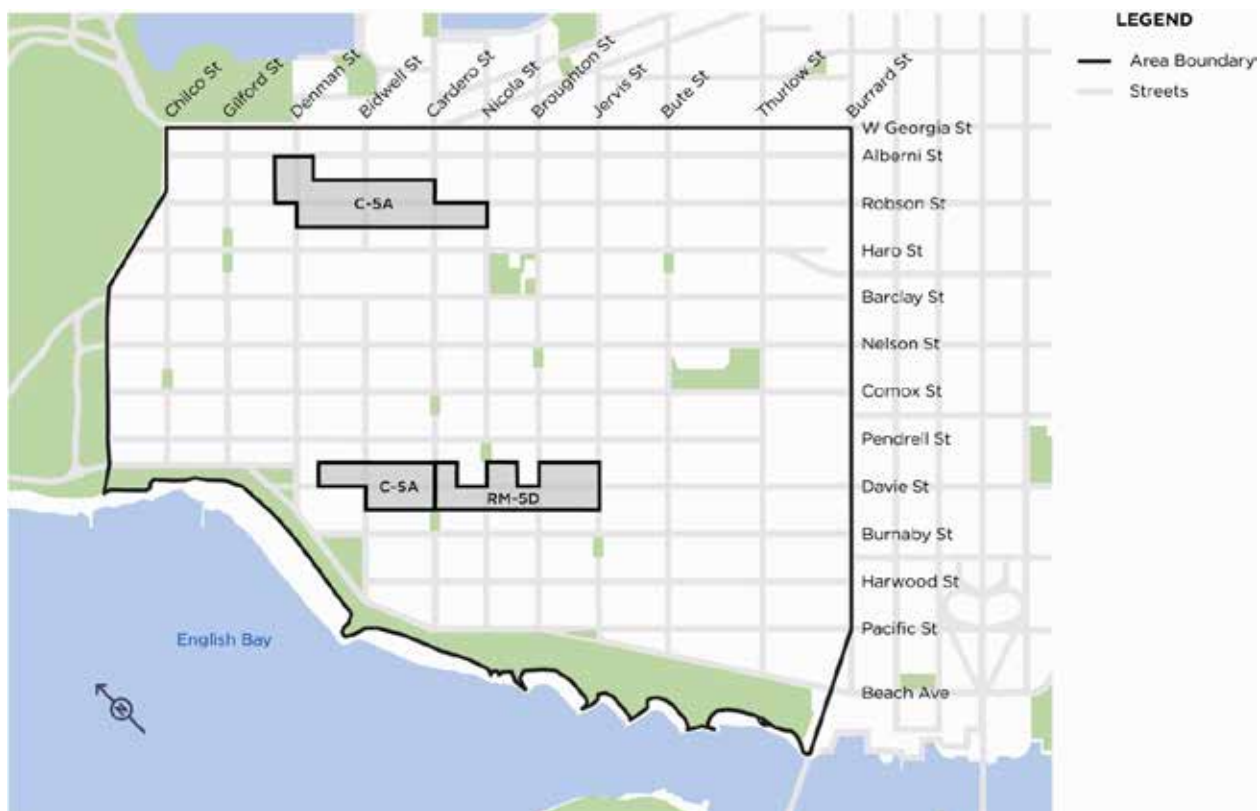 LEGEND
Area Boundary
Streets
Chilco St
Gilford St
Denman St
Bidwell St
Cardero St
Nicola St
Broughton St
Jervis St
Bute St
Thurlow St
Burrard St
W Georgia St
Alberni St
Robson St
Haro St
Barclay St
Nelson St
Comox St
Pendrell St
Davie St
Burnaby St
Harwood St
Pacific St
Beach Ave
C-5A
C-5A
RM-5D
English Bay
N